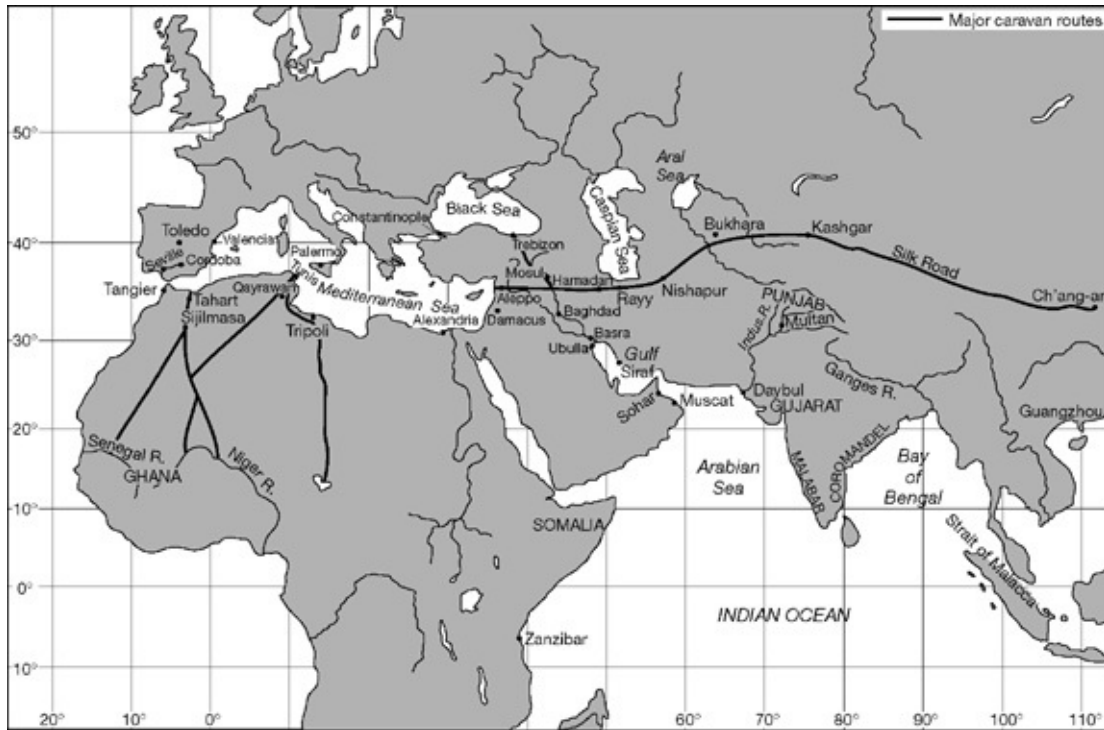 Major caravan routes
50°
Aral
Sea
Black Sea
Caspian Sea
Constantinople
Toledo
Valencia
Bukhara
Kashgar
40°
Seville
Cordoba
Palermo
Trebizon
Silk Road
Tunis
Mosul
Hamadan
Tangier
Tahart
Qayrawan
Mediterranean Sea
Aleppo
Rayy
Nishapur
Ch'ang-an
Sijilmasa
Tripoli
Alexandria
Damacus
Baghdad
Indus R.
PUNJAB
Multan
Basra
30°
Ubulla
Gulf
Siraf
Ganges R.
Sohar
Muscat
Daybul
GUJARAT
Guangzhou
20°
Senegal R.
GHANA
Niger R.
Arabian
Sea
MALABAR
COROMANDEL
Bay
of
Bengal
10°
SOMALIA
Strait of Malacca
0°
INDIAN OCEAN
Zanzibar
10°
20°
10°
0°
60°
70°
80°
90°
100°
110°